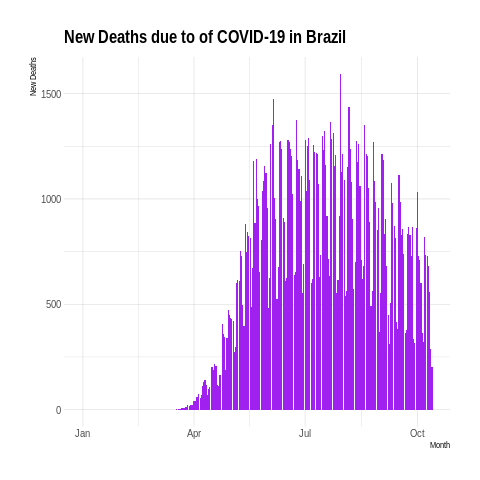 New Deaths due to of COVID-19 in Brazil
New Deaths
1500
1000
500
0
Jan Apr Jul Oct
Month